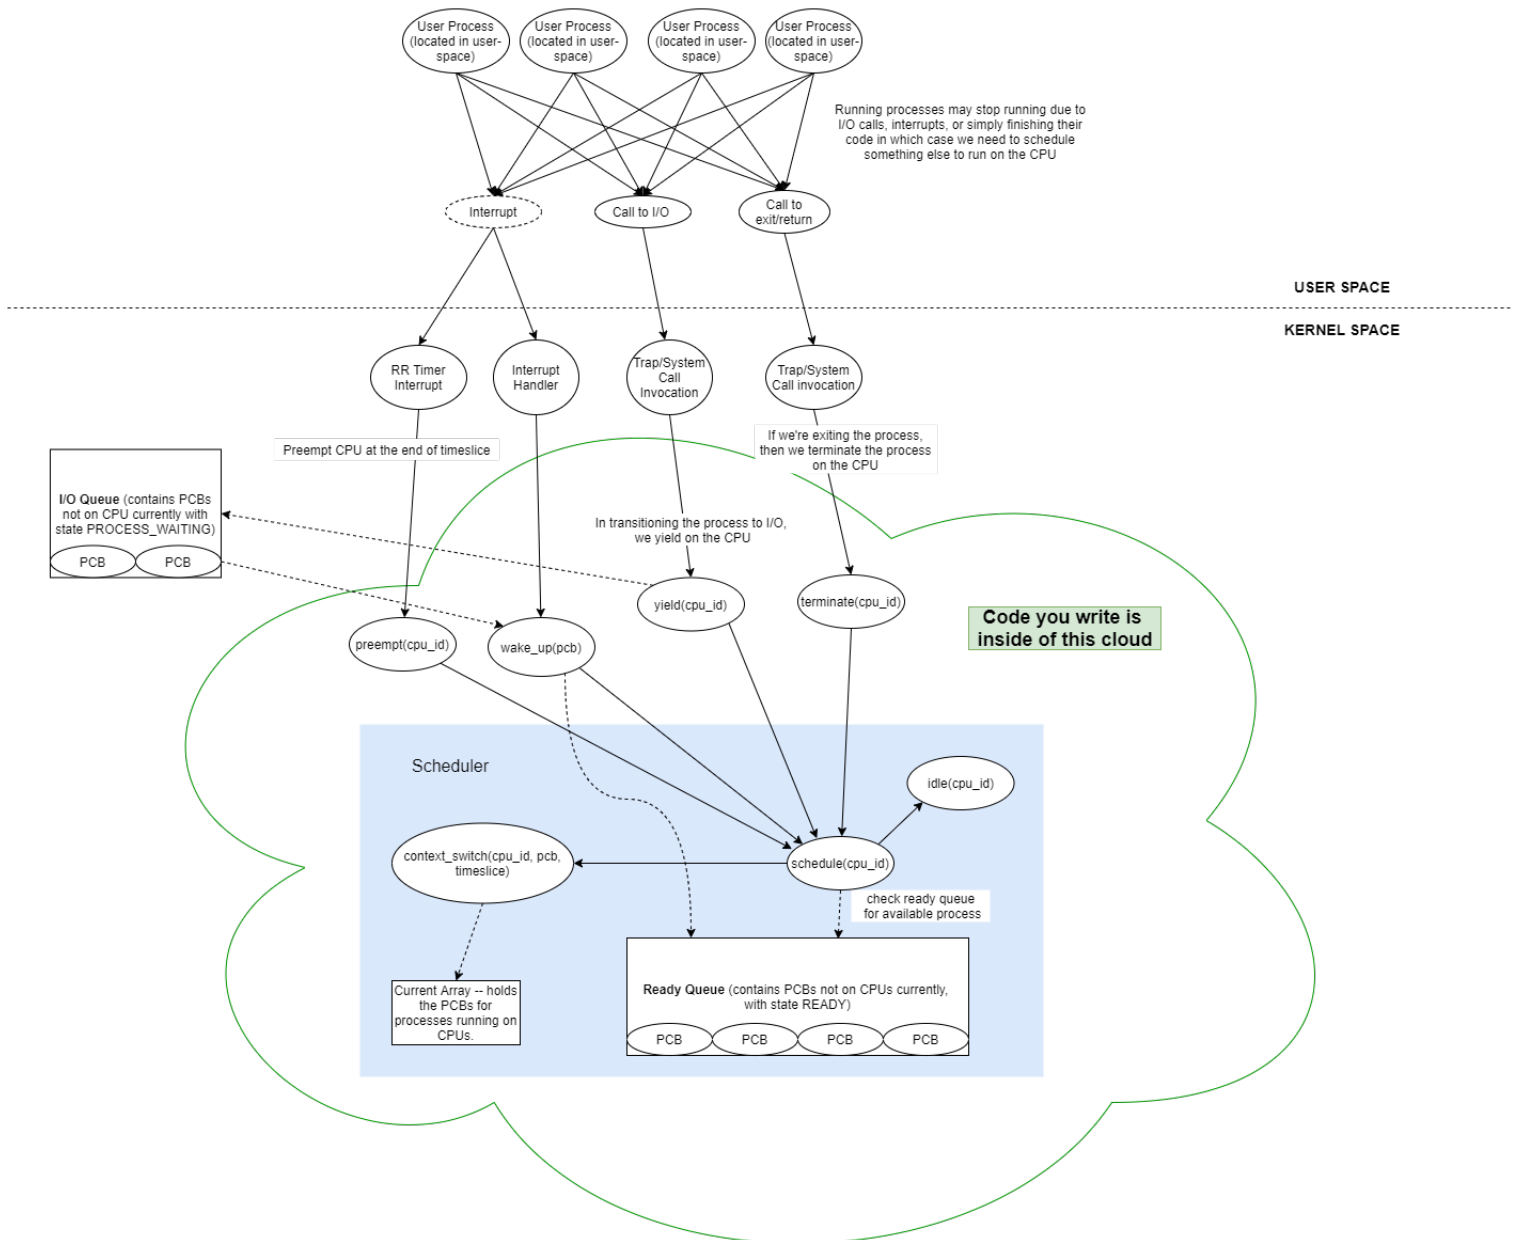 User Process
(located in user-
space)
User Process
(located in user-
space)
User Process
(located in user-
space)
User Process
(located in user-
space)
Running processes may stop running due to
I/O calls, interrupts, or simply finishing their
code in which case we need to schedule
something else to run on the CPU
Interrupt
Call to I/O
Call to
exit/return
USER SPACE
KERNEL SPACE
RR Timer
Interrupt
Interrupt
Handler
Trap/System
Call
Invocation
Trap/System
Call invocation
Preempt CPU at the end of timeslice
If we're exiting the process,
then we terminate the process
on the CPU
I/O Queue (contains PCBs
not on CPU currently with
state PROCESS_WAITING)
PCB
PCB
In transitioning the process to I/O,
we yield on the CPU
yield(cpu_id)
terminate(cpu_id)
Code you write is
inside of this cloud
preempt(cpu_id)
wake_up(pcb)
Scheduler
idle(cpu_id)
context_switch(cpu_id, pcb,
timeslice)
schedule(cpu_id)
check ready queue
for available process
Current Array -- holds
the PCBs for
processes running on
CPUs.
Ready Queue (contains PCBs not on CPUs currently,
with state READY)
PCB
PCB
PCB
PCB